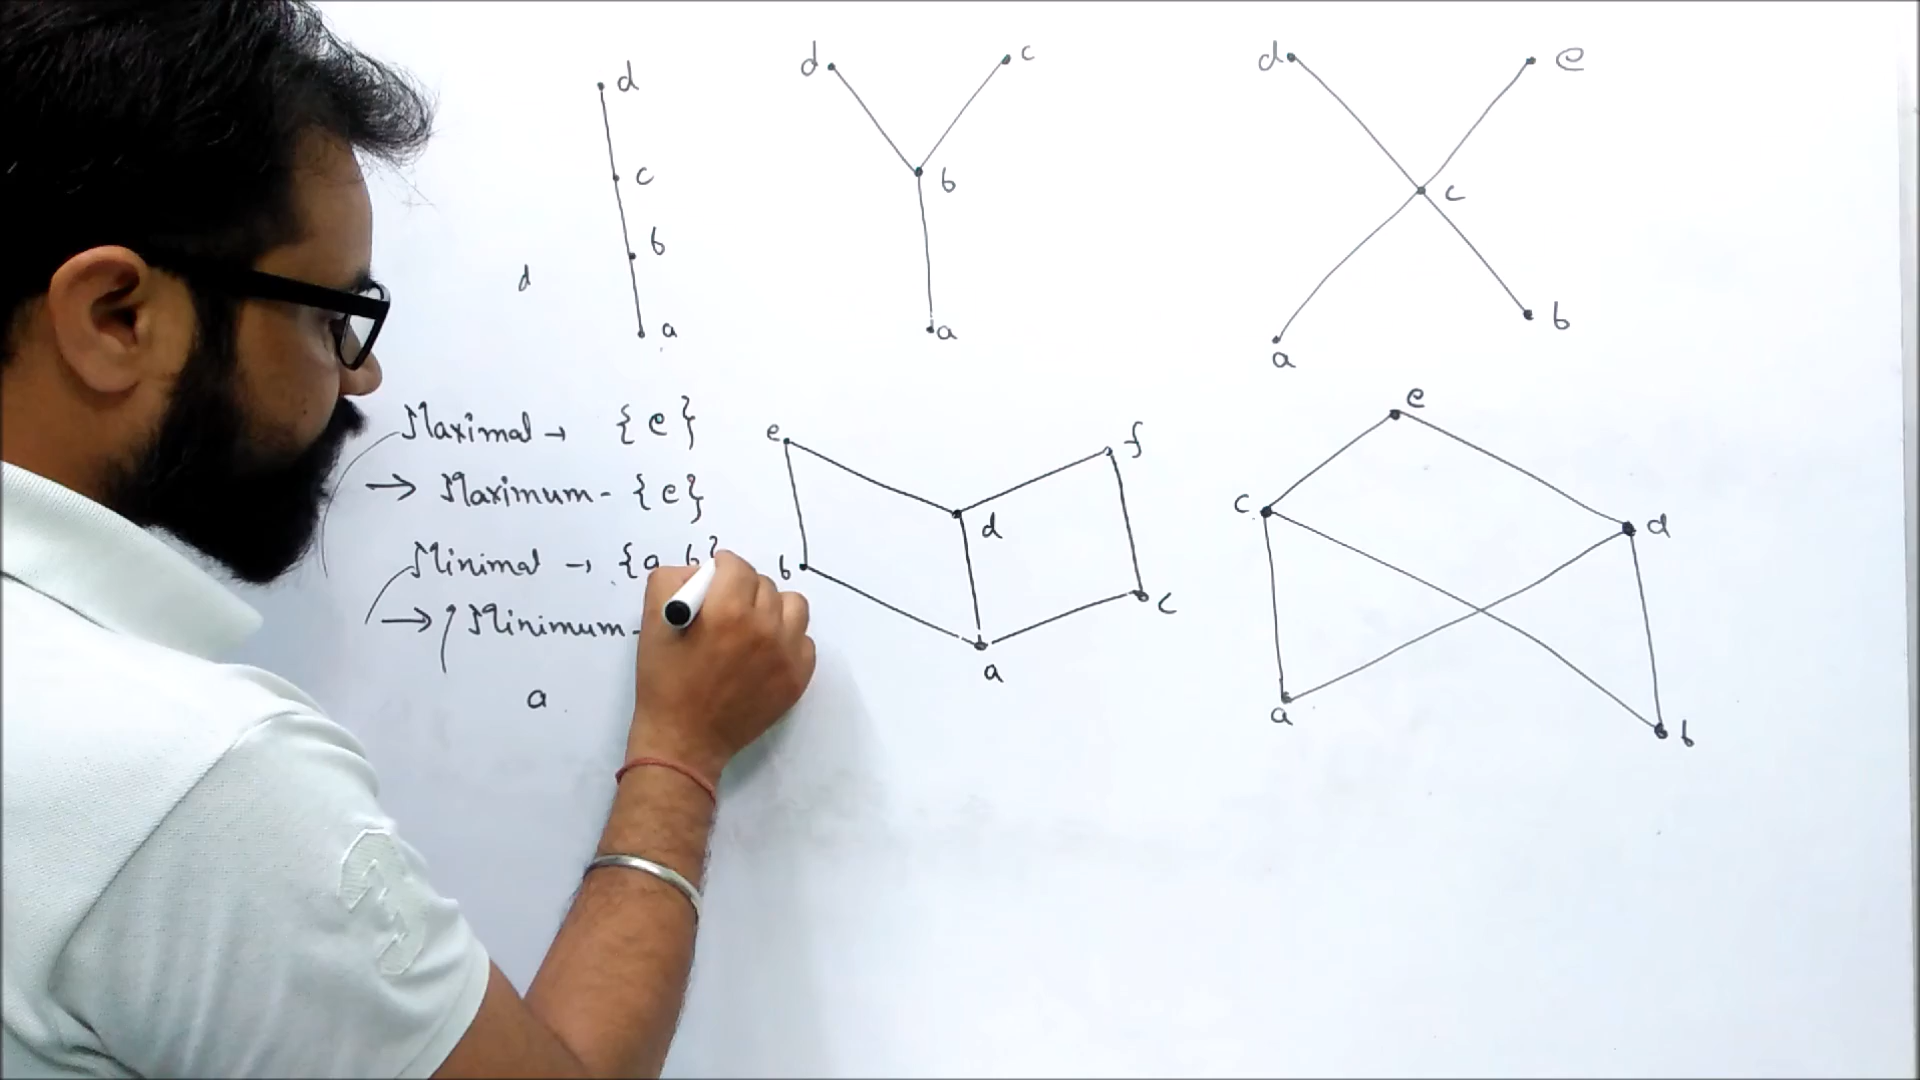 d
c
b
a
d
d c
b
a
d e
c
a b
Maximal → {e}
→ Maximum - {e}
Minimal → {a b}
→ Minimum -
a
e f
d
b c
a
e
c d
a b